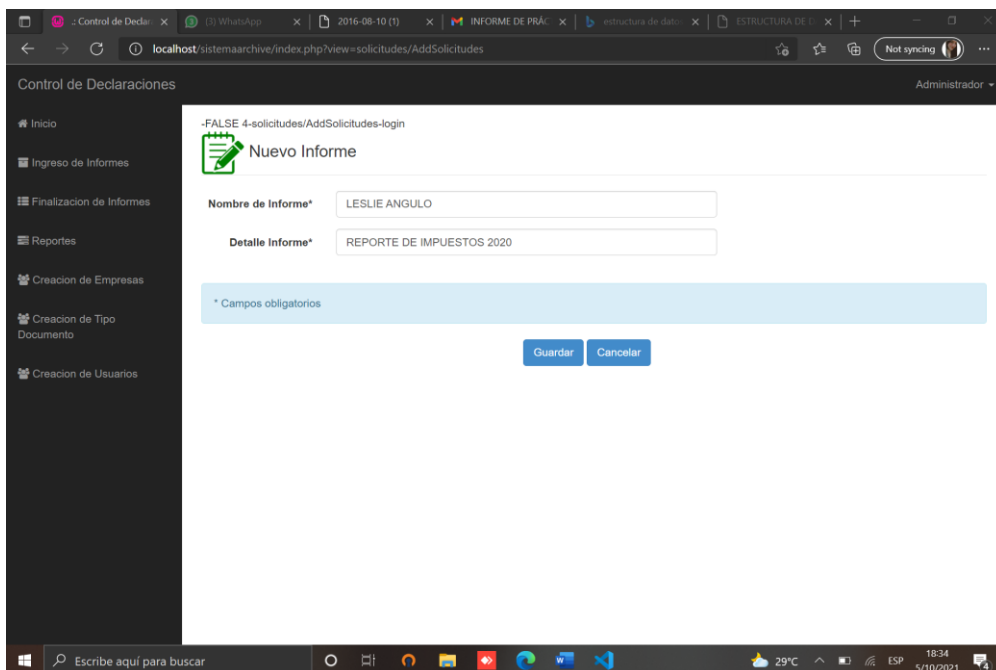 .: Control de Declar
(3) WhatsApp
2016-08-10 (1)
INFORME DE PRÁC
estructura de dato
ESTRUCTURA DE
localhost/sistemaarchive/index.php?view=solicitudes/AddSolicitudes
Not syncing
Control de Declaraciones
Administrador
Inicio
-FALSE 4-solicitudes/AddSolicitudes-login
Nuevo Informe
Ingreso de Informes
Finalizacion de Informes
Nombre de Informe*
LESLIE ANGULO
Reportes
Detalle Informe*
REPORTE DE IMPUESTOS 2020
Creacion de Empresas
* Campos obligatorios
Creacion de Tipo
Documento
Guardar
Cancelar
Creacion de Usuarios
Escribe aquí para buscar
29°C
ESP
18:34
5/10/2021